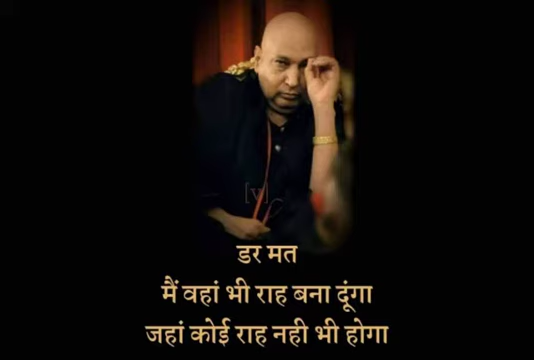 [v]
डर मत
मैं वहां भी राह बना दूंगा
जहां कोई राह नही भी होगा